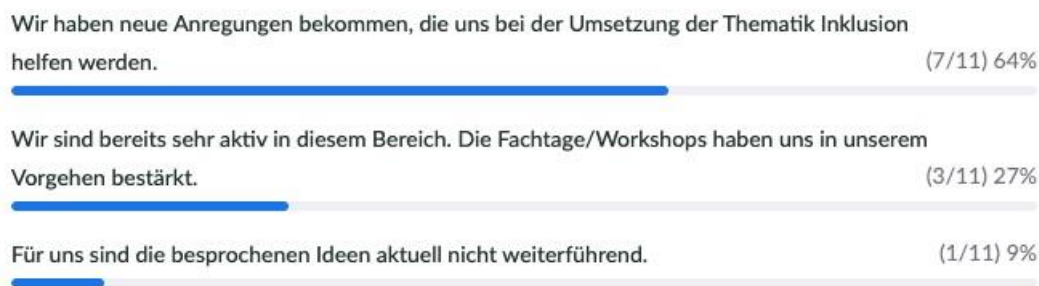 Wir haben neue Anregungen bekommen, die uns bei der Umsetzung der Thematik Inklusion
helfen werden. (7/11) 64%
Wir sind bereits sehr aktiv in diesem Bereich. Die Fachtage/Workshops haben uns in unserem
Vorgehen bestärkt. (3/11) 27%
Für uns sind die besprochenen Ideen aktuell nicht weiterführend. (1/11) 9%